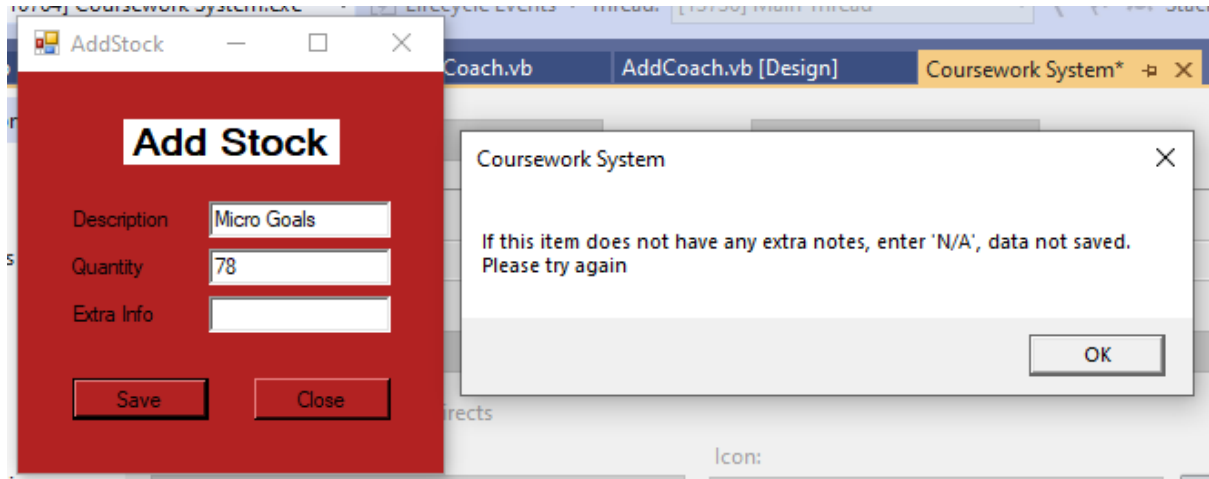 Coursework System.exe
Lifecycle Events
Thread:
Main Thread
AddStock
Coach.vb
AddCoach.vb [Design]
Coursework System*
Add Stock
Coursework System
Description
Micro Goals
Quantity
78
If this item does not have any extra notes, enter 'N/A', data not saved.
Please try again
Extra Info
OK
Save
Close
Icon: